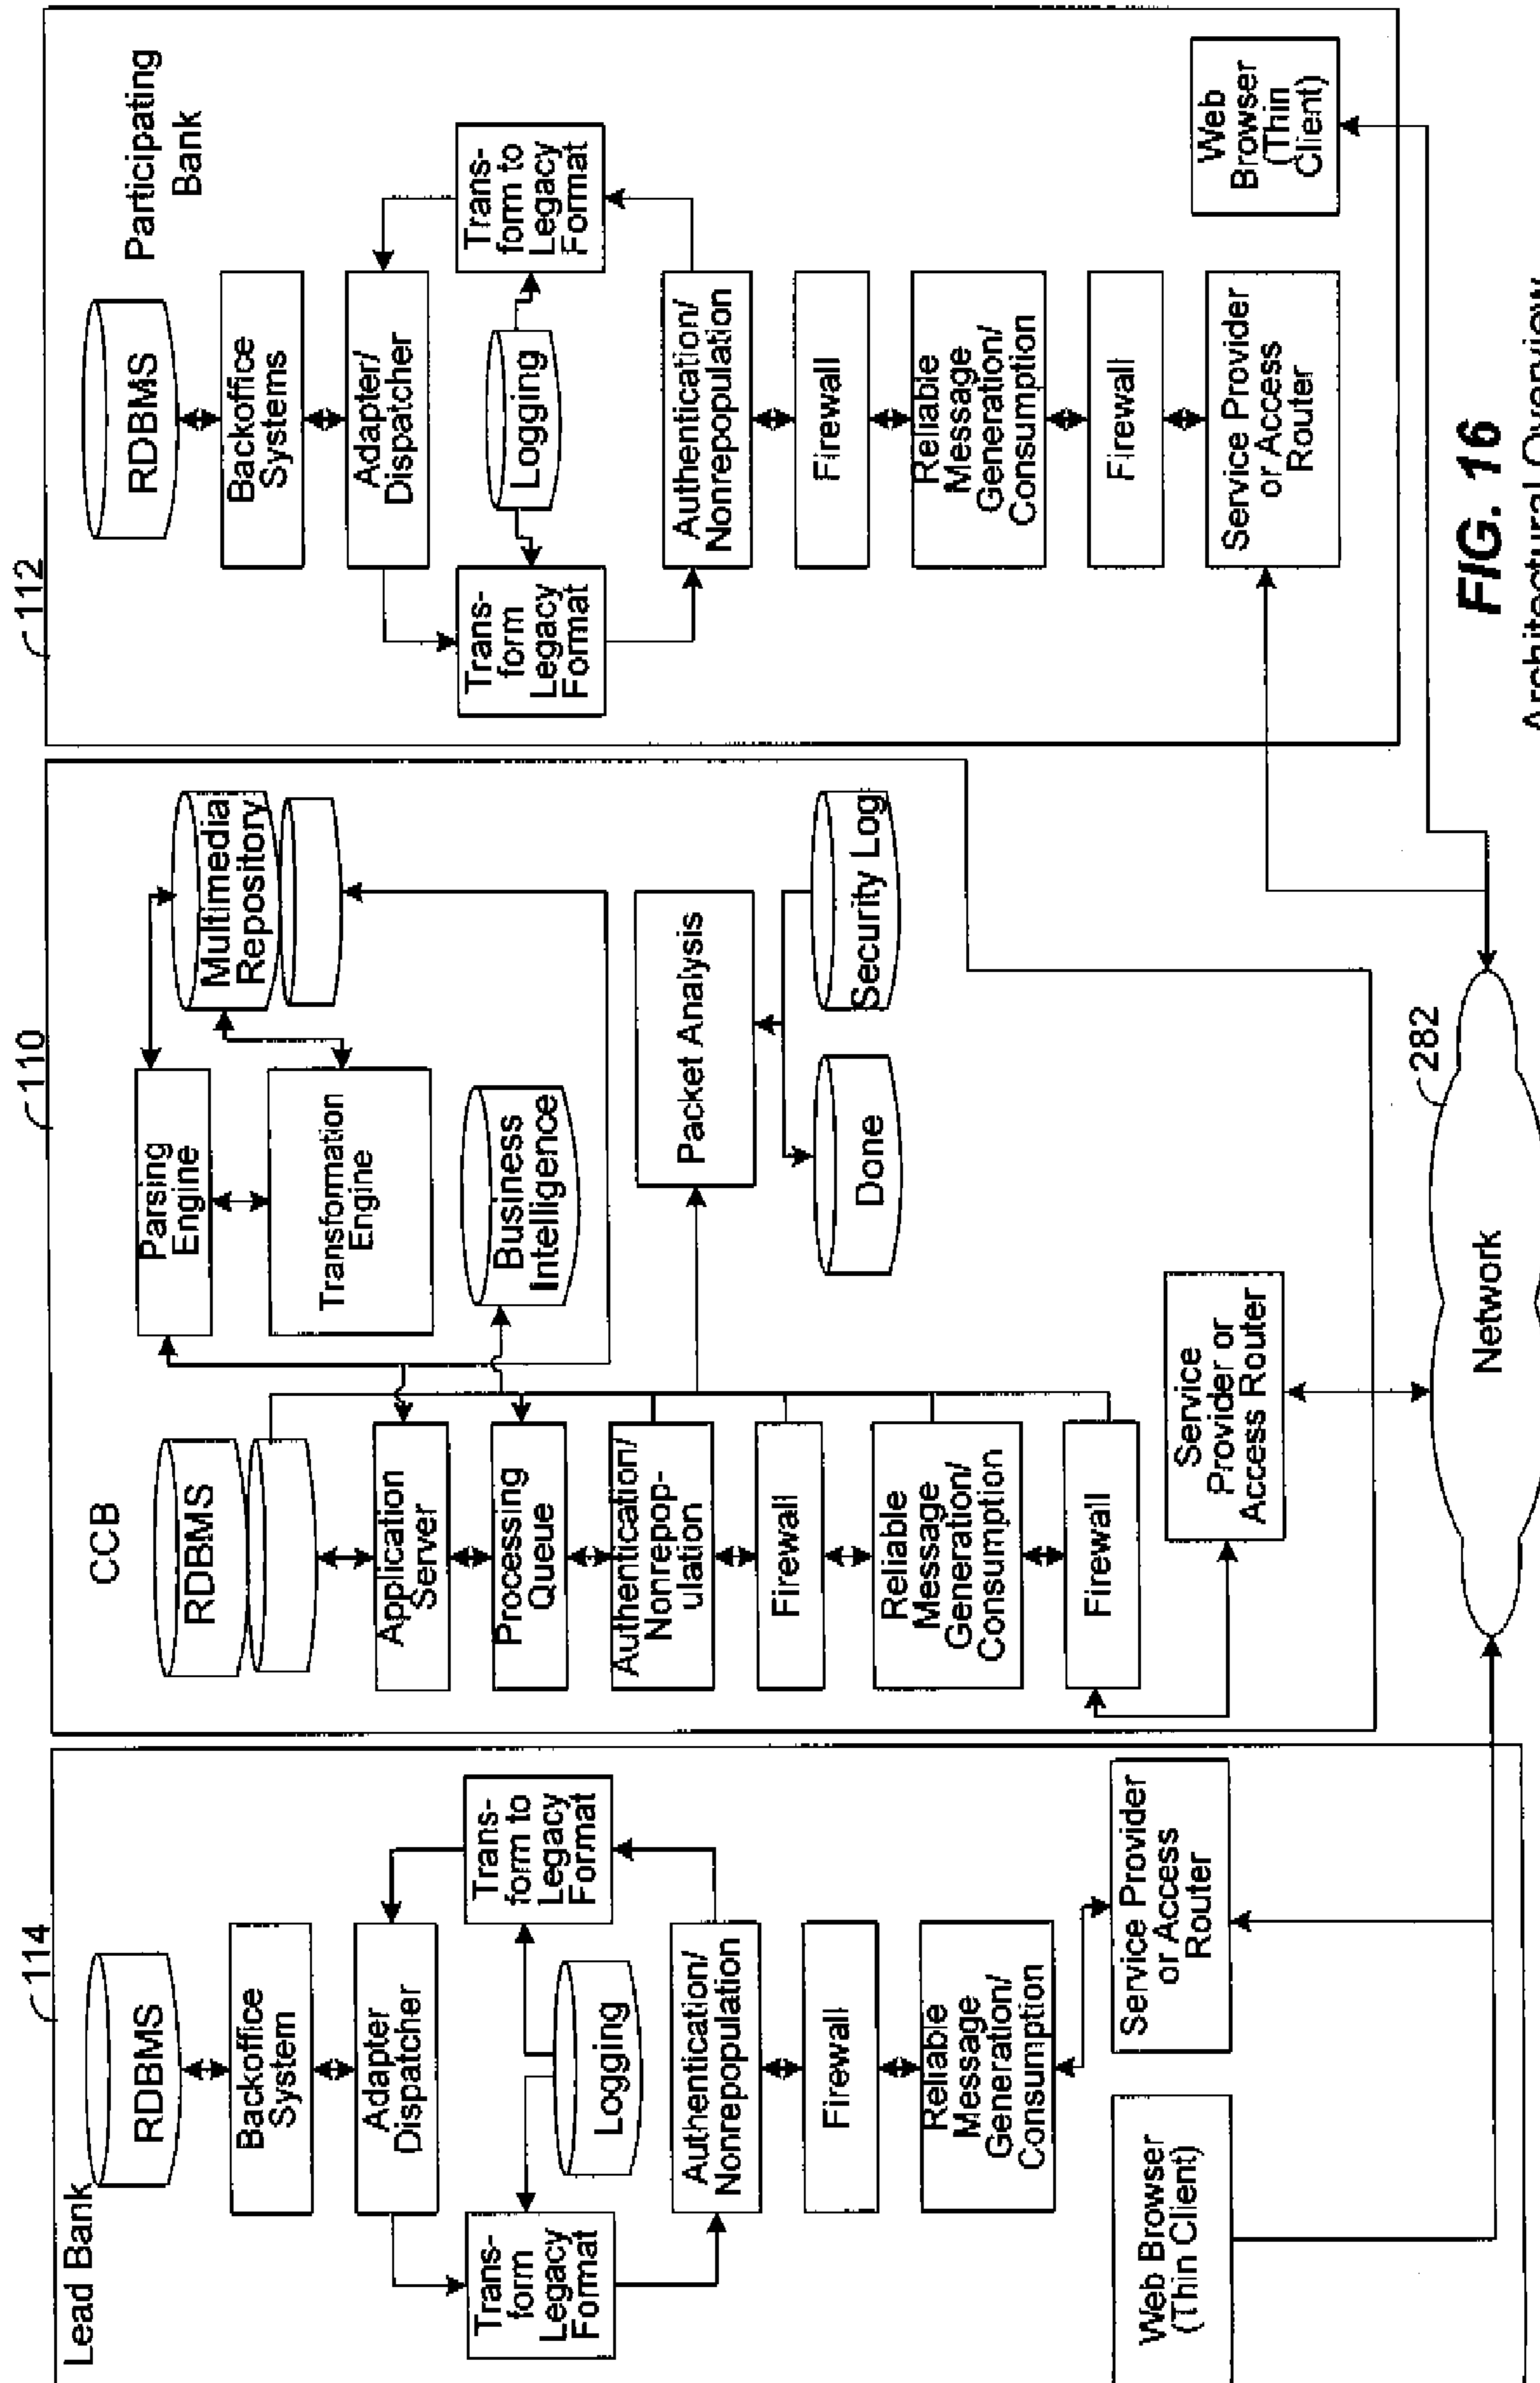 114
Lead Bank
RDBMS
Backoffice
System
Adapter
Dispatcher
Trans-
form
Legacy
Format
Trans-
form to
Legacy
Format
Logging
Authentication/
Nonrepopulation
Firewall
Reliable
Message
Generation/
Consumption
Web Browser
(Thin Client)
Service Provider
or Access
Router
110
CCB
RDBMS
Application
Server
Processing
Queue
Authentication/
Nonrepop-
ulation
Firewall
Reliable
Message
Generation/
Consumption
Firewall
Service
Provider or
Access Router
Parsing
Engine
Transformation
Engine
Multimedia
Repository
Business
Intelligence
Packet Analysis
Done
Security Log
112
Participating
Bank
RDBMS
Backoffice
Systems
Adapter/
Dispatcher
Trans-
form
Legacy
Format
Trans-
form to
Legacy
Format
Logging
Authentication/
Nonrepopulation
Firewall
Reliable
Message
Generation/
Consumption
Firewall
Service Provider
or Access
Router
Web
Browser
(Thin
Client)
282
Network
FIG. 16
Architectural Overview